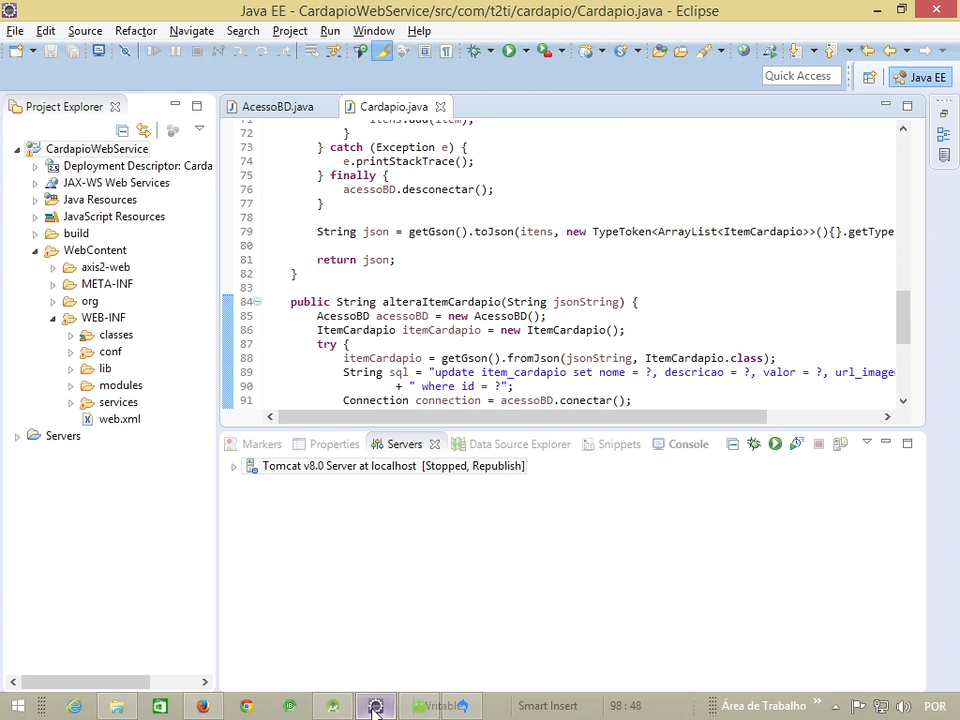 Java EE - CardapioWebService/src/com/t2ti/cardapio/Cardapio.java - Eclipse
File Edit Source Refactor Navigate Search Project Run Window Help
Quick Access
Java EE
Project Explorer
AcessoBD.java
Cardapio.java
CardapioWebService
Deployment Descriptor: Carda
JAX-WS Web Services
Java Resources
JavaScript Resources
build
WebContent
axis2-web
META-INF
org
WEB-INF
classes
conf
lib
modules
services
web.xml
Servers
71 itens.add(item);
72 }
73 } catch (Exception e) {
74 e.printStackTrace();
75 } finally {
76 acessoBD.desconectar();
77 }
78
79 String json = getGson().toJson(itens, new TypeToken<ArrayList<ItemCardapio>>(){}.getType
80
81 return json;
82 }
83
84 public String alteraItemCardapio(String jsonString) {
85 AcessoBD acessoBD = new AcessoBD();
86 ItemCardapio itemCardapio = new ItemCardapio();
87 try {
88 itemCardapio = getGson().fromJson(jsonString, ItemCardapio.class);
89 String sql = "update item_cardapio set nome = ?, descricao = ?, valor = ?, url_imagem
90 + " where id = ?";
91 Connection connection = acessoBD.conectar();
Markers Properties Servers Data Source Explorer Snippets Console
Tomcat v8.0 Server at localhost [Stopped, Republish]
Writable Smart Insert 98 : 48 Área de Trabalho POR